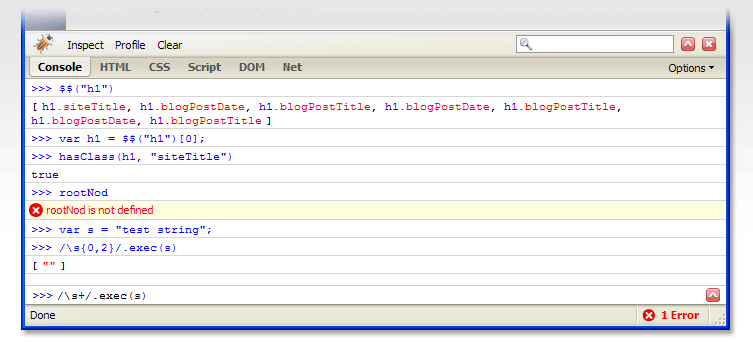 Inspect Profile Clear
Console HTML CSS Script DOM Net Options
>>> $$("h1")
[ h1.siteTitle, h1.blogPostDate, h1.blogPostTitle, h1.blogPostDate, h1.blogPostTitle,
h1.blogPostDate, h1.blogPostTitle ]
>>> var h1 = $$("h1")[0];
>>> hasClass(h1, "siteTitle")
true
>>> rootNod
rootNod is not defined
>>> var s = "test string";
>>> /\s{0,2}/.exec(s)
[ "" ]
>>> /\s+/.exec(s)
Done 1 Error